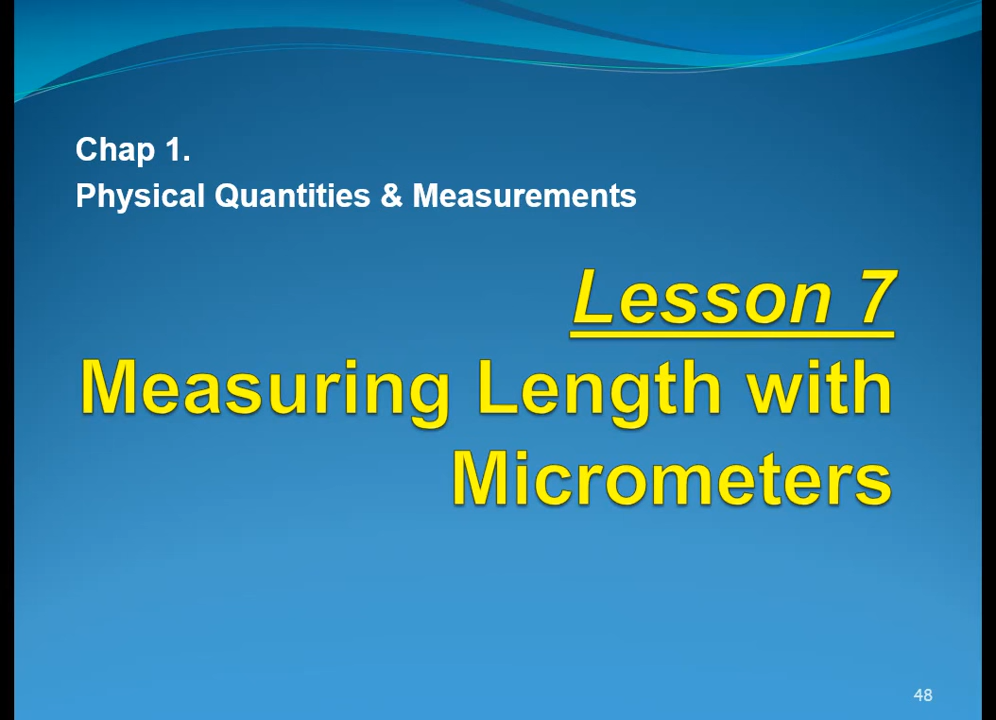 Chap 1.
Physical Quantities & Measurements
Lesson 7
Measuring Length with
Micrometers
48